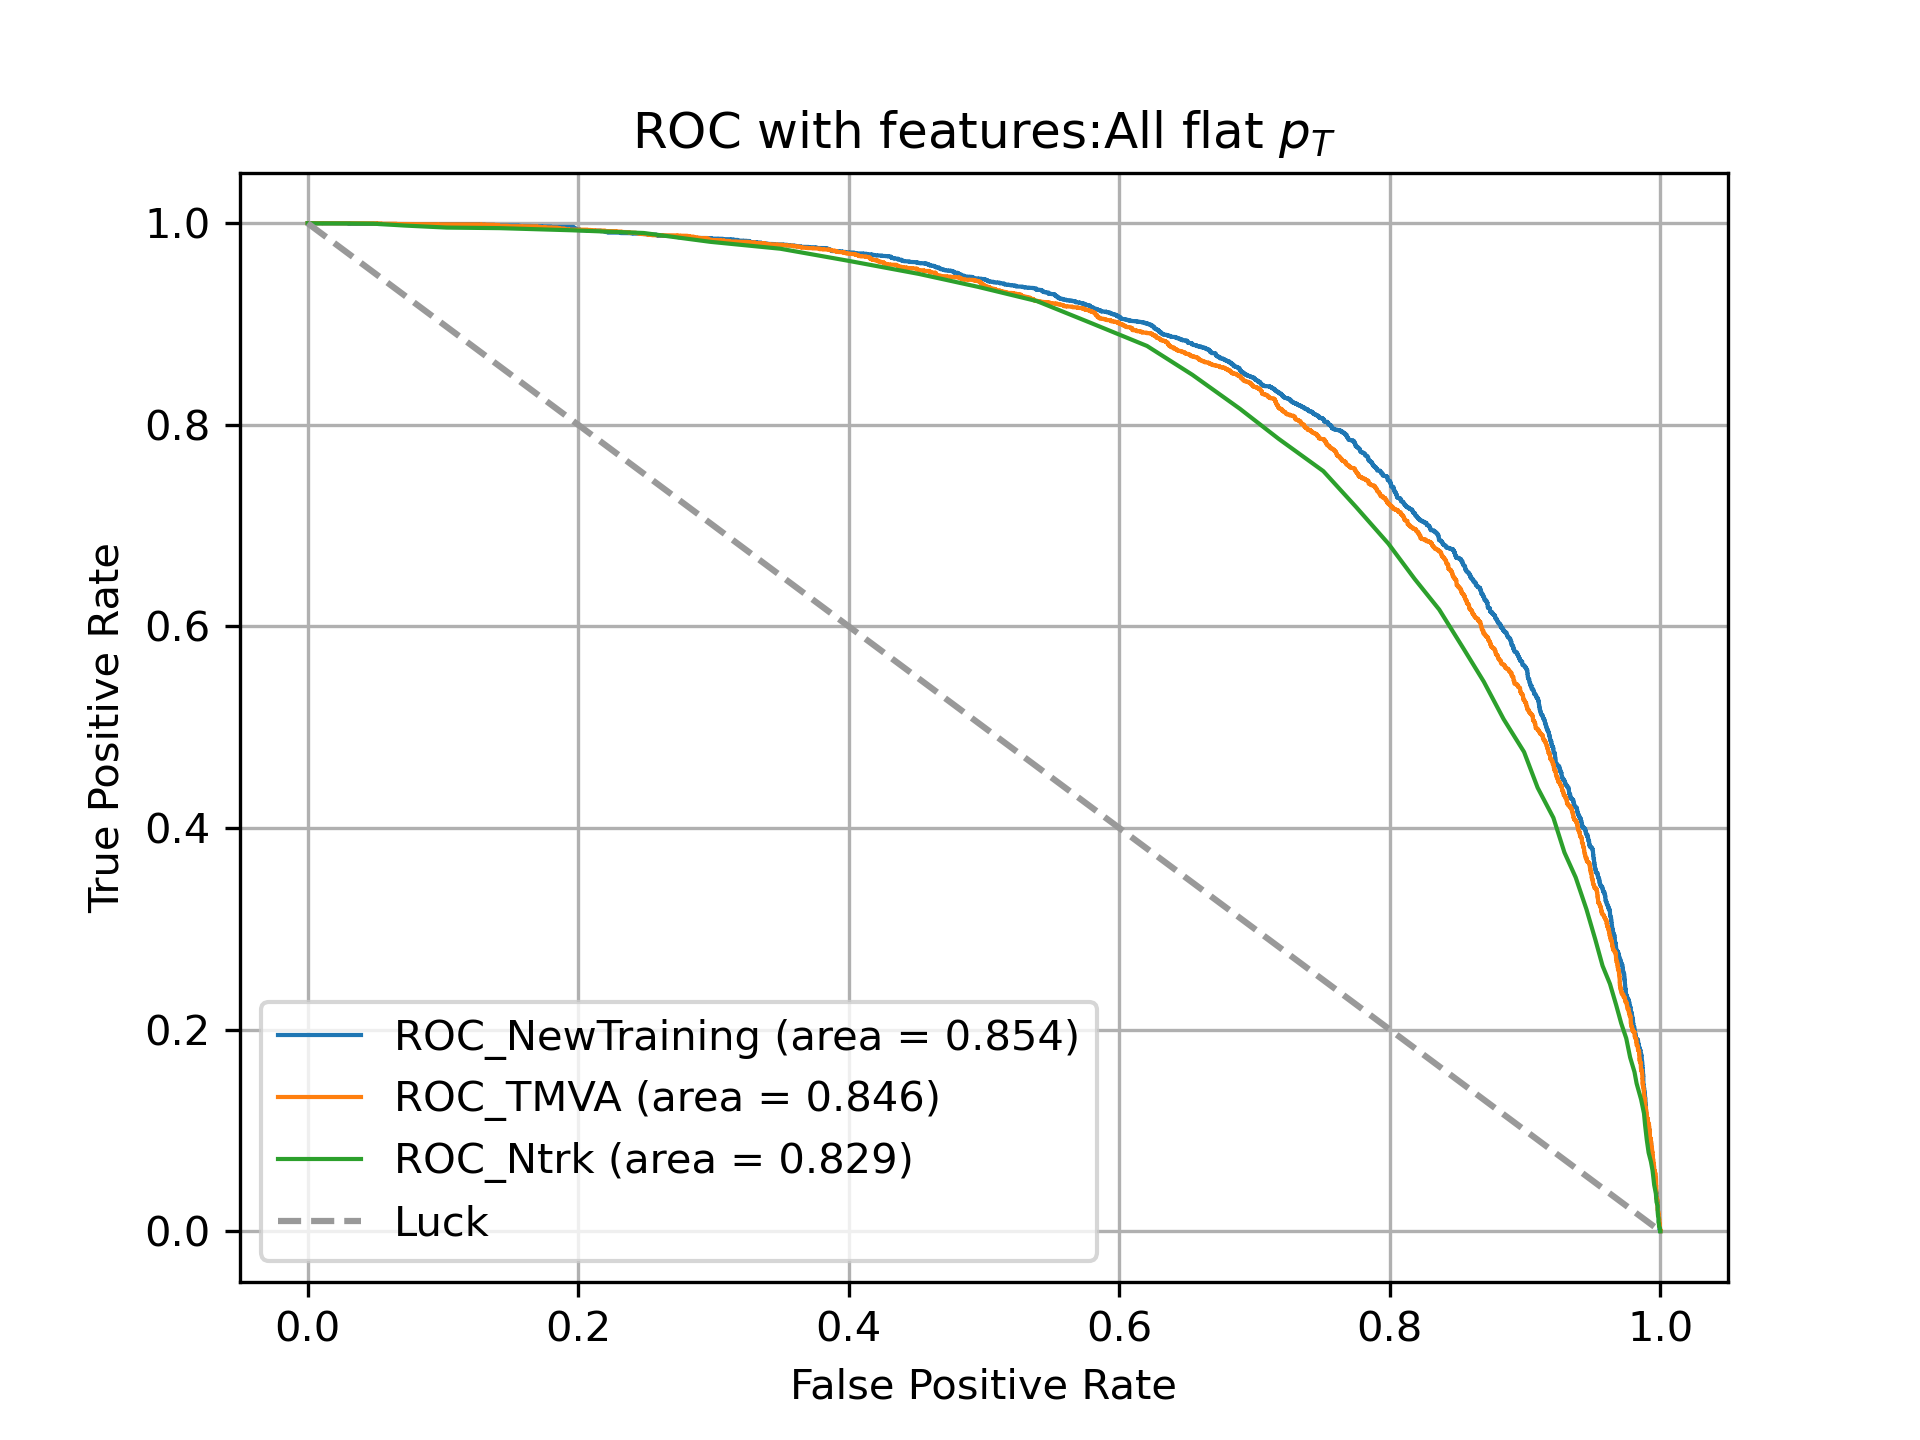 ROC with features:All flat p_T
True Positive Rate
1.0
0.8
0.6
0.4
0.2
0.0
ROC_NewTraining (area = 0.854)
ROC_TMVA (area = 0.846)
ROC_Ntrk (area = 0.829)
Luck
0.0 0.2 0.4 0.6 0.8 1.0
False Positive Rate